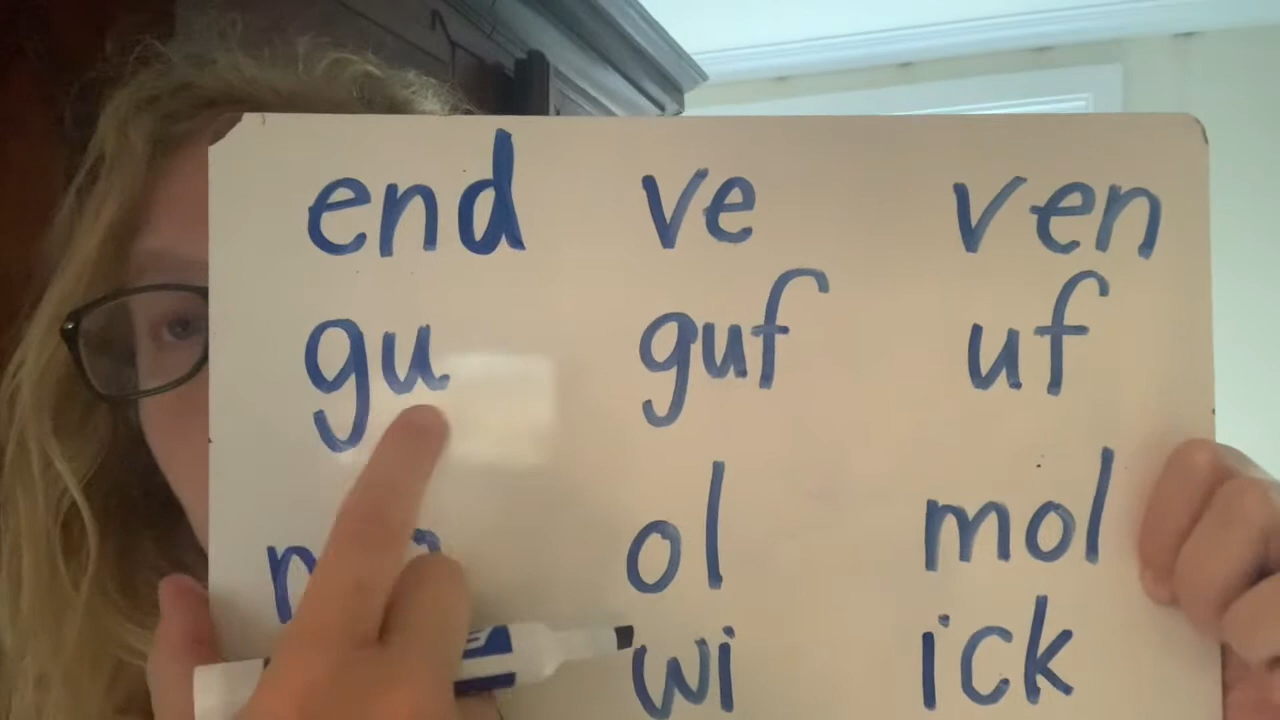 end ve ven
gu guf uf
ol mol
wi ick